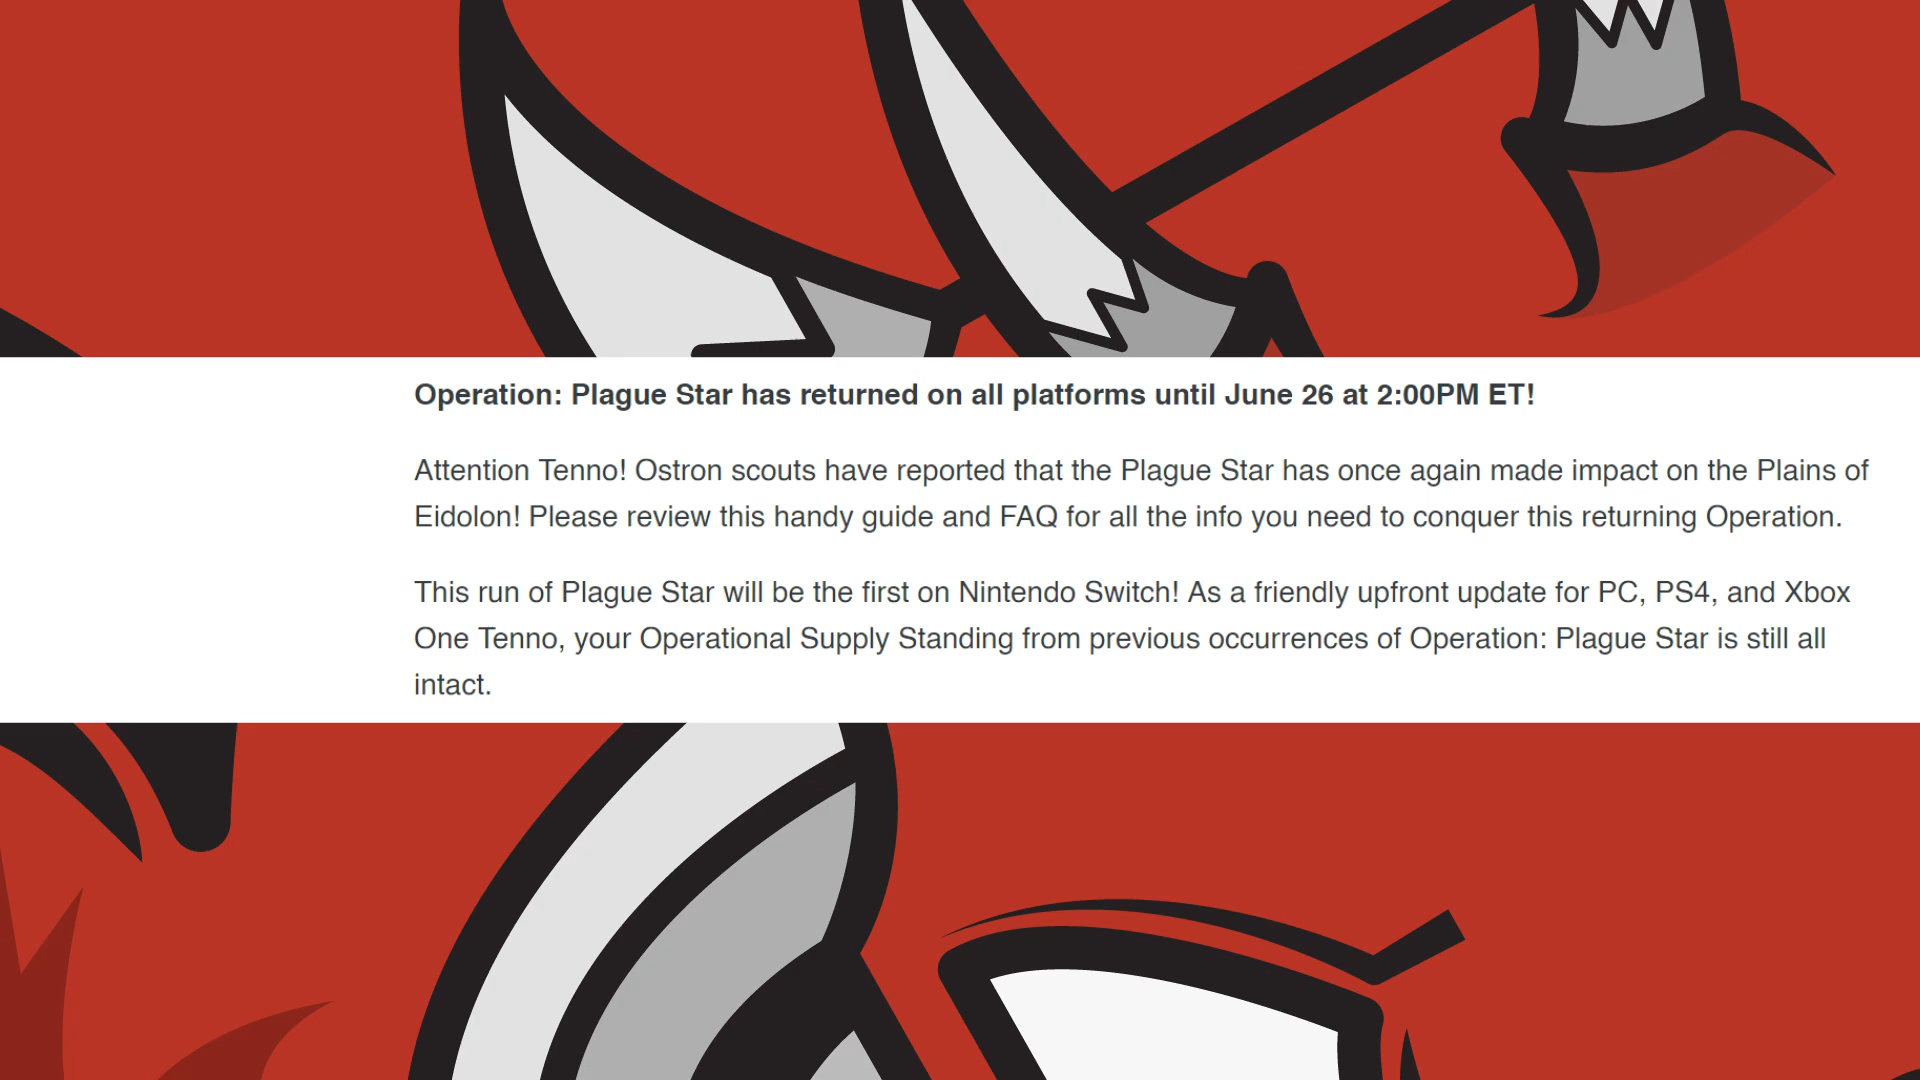 Operation: Plague Star has returned on all platforms until June 26 at 2:00PM ET!
Attention Tenno! Ostron scouts have reported that the Plague Star has once again made impact on the Plains of
Eidolon! Please review this handy guide and FAQ for all the info you need to conquer this returning Operation.
This run of Plague Star will be the first on Nintendo Switch! As a friendly upfront update for PC, PS4, and Xbox
One Tenno, your Operational Supply Standing from previous occurrences of Operation: Plague Star is still all
intact.